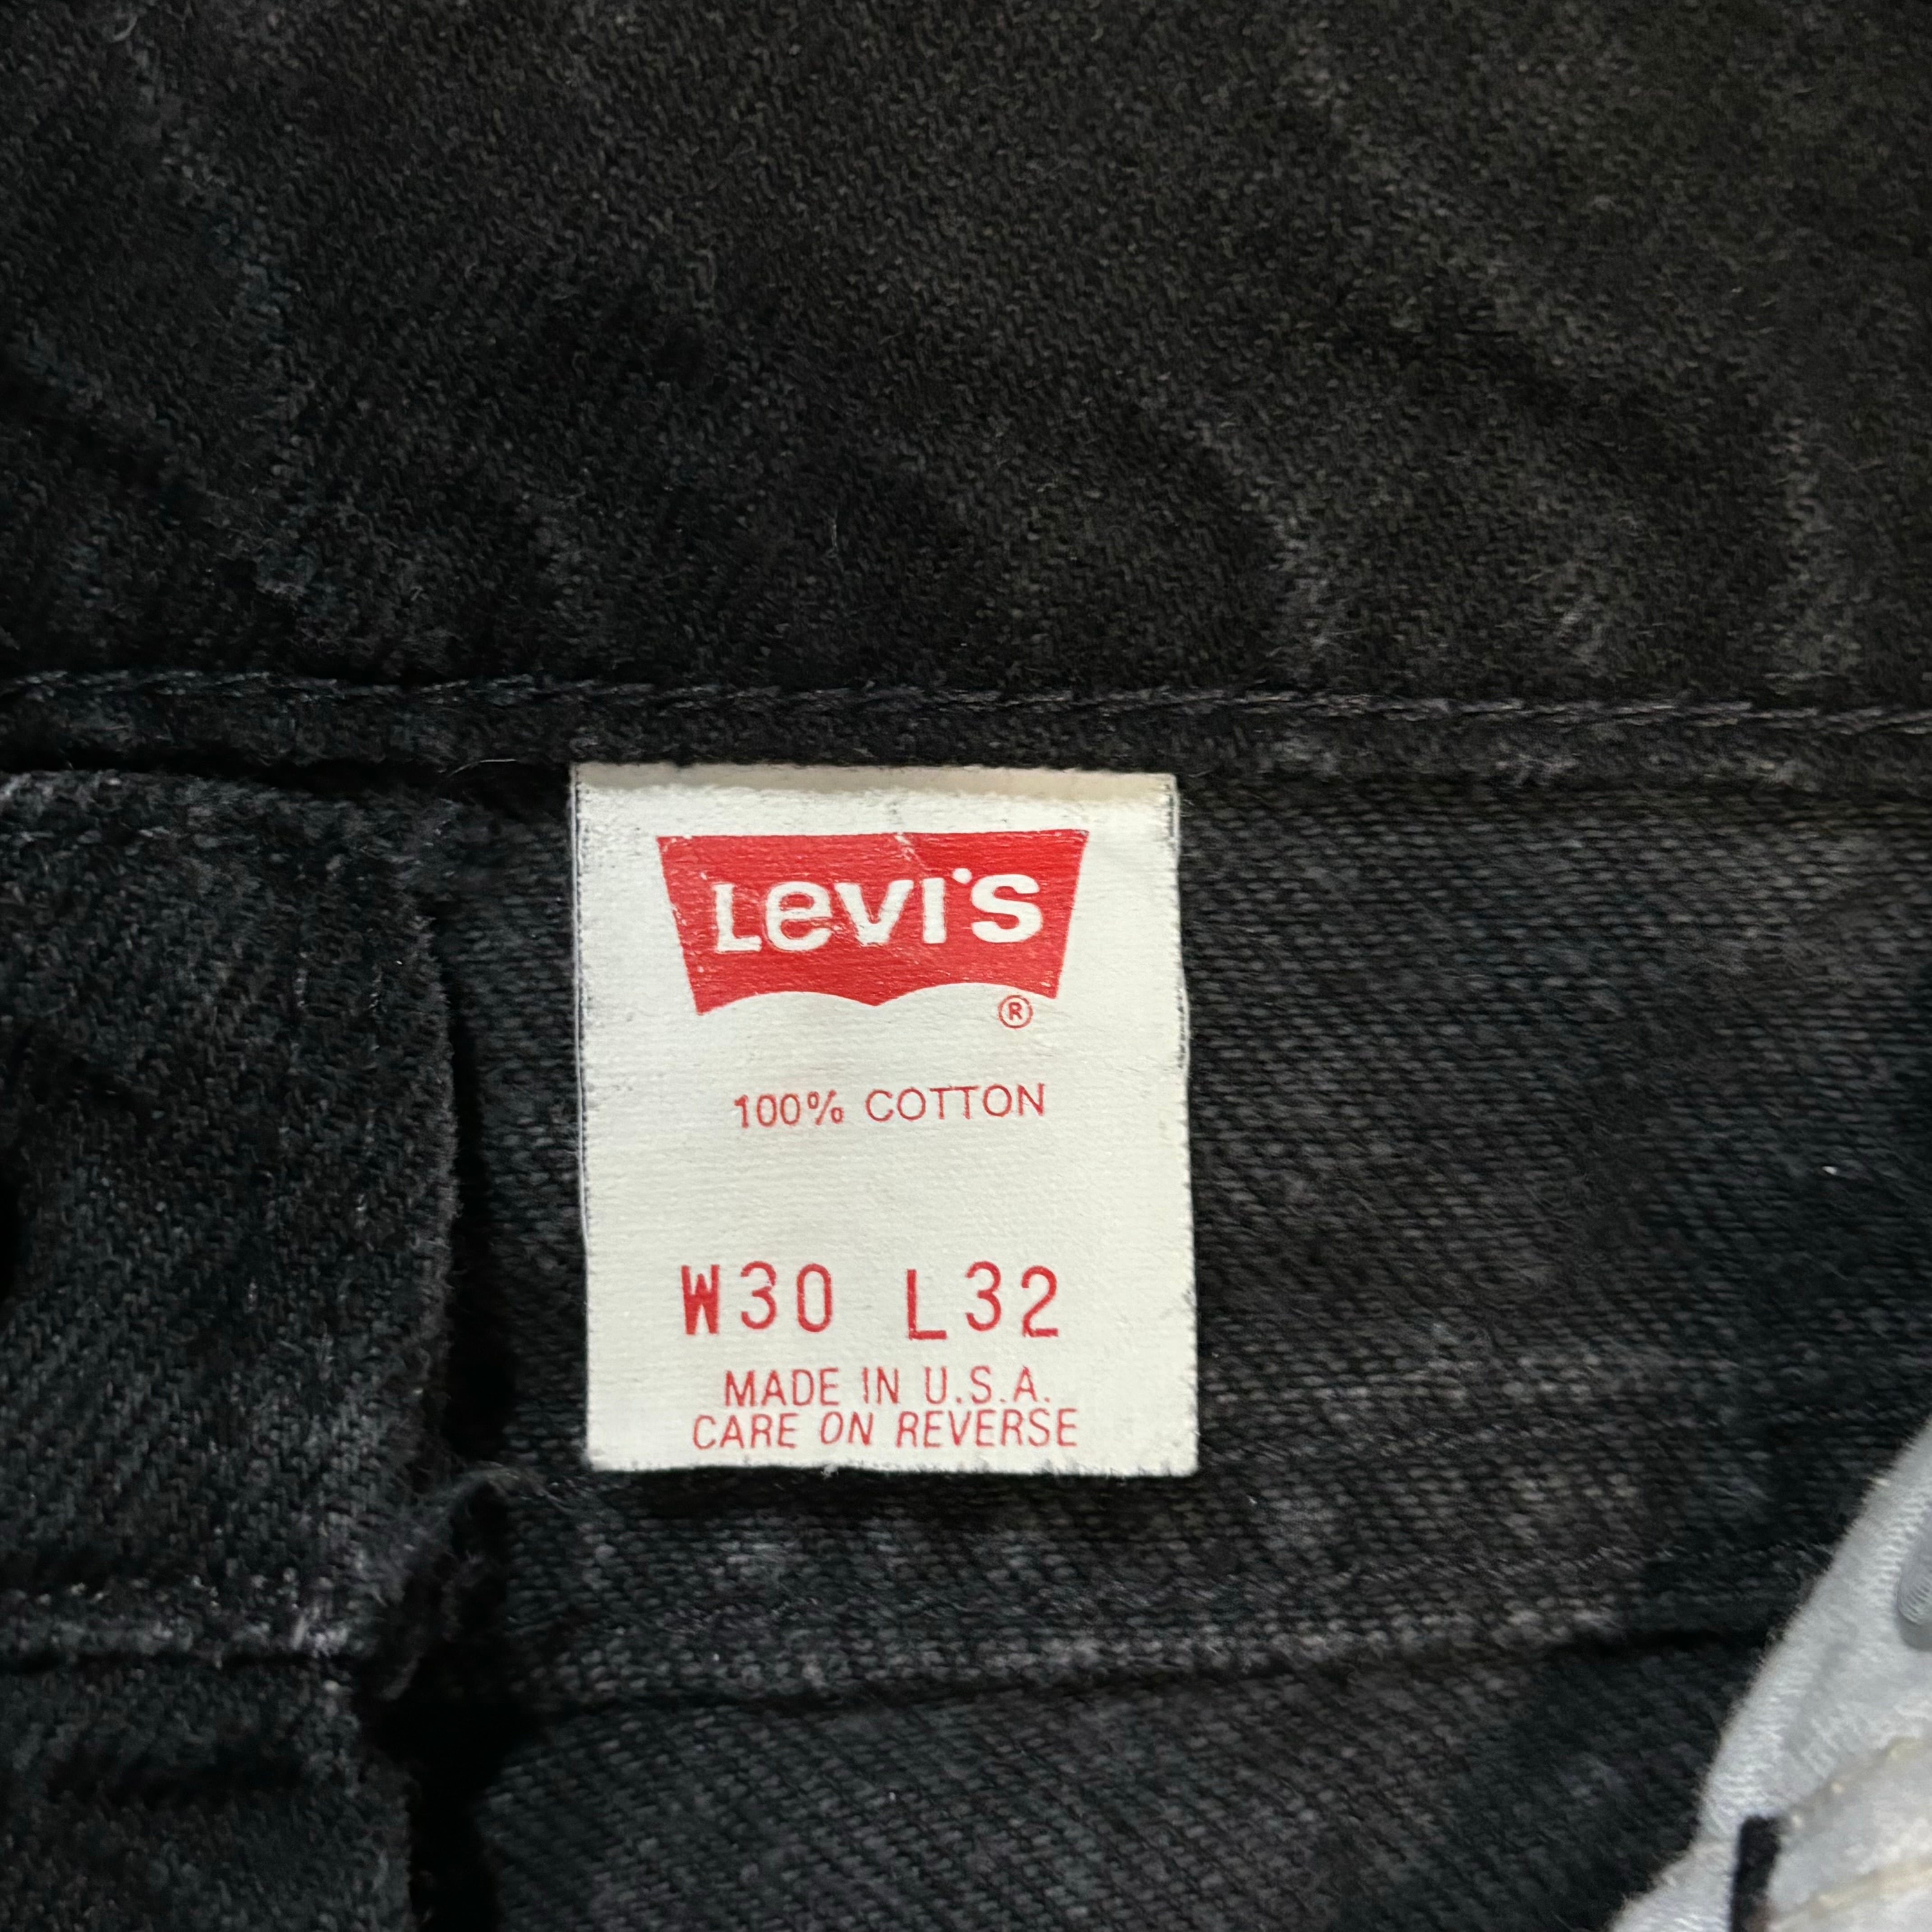 Levi's
®
100% COTTON
W30 L32
MADE IN U.S.A.
CARE ON REVERSE